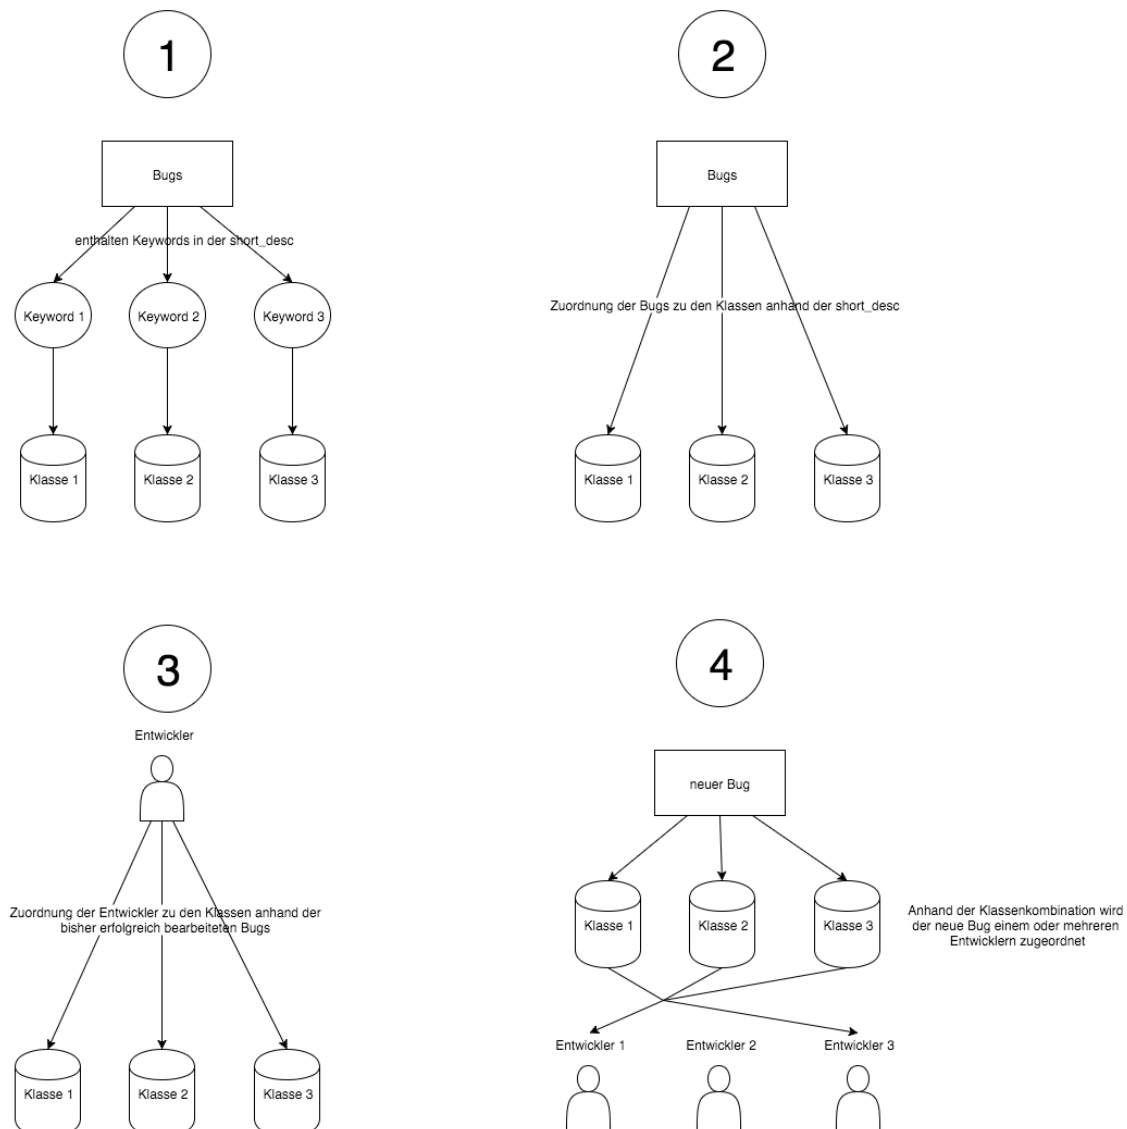 1
Bugs
enthalten Keywords in der short_desc
Keyword 1
Keyword 2
Keyword 3
Klasse 1
Klasse 2
Klasse 3
2
Bugs
Zuordnung der Bugs zu den Klassen anhand der short_desc
Klasse 1
Klasse 2
Klasse 3
3
Entwickler
Zuordnung der Entwickler zu den Klassen anhand der
bisher erfolgreich bearbeiteten Bugs
Klasse 1
Klasse 2
Klasse 3
4
neuer Bug
Klasse 1
Klasse 2
Klasse 3
Anhand der Klassenkombination wird
der neue Bug einem oder mehreren
Entwicklern zugeordnet
Entwickler 1
Entwickler 2
Entwickler 3